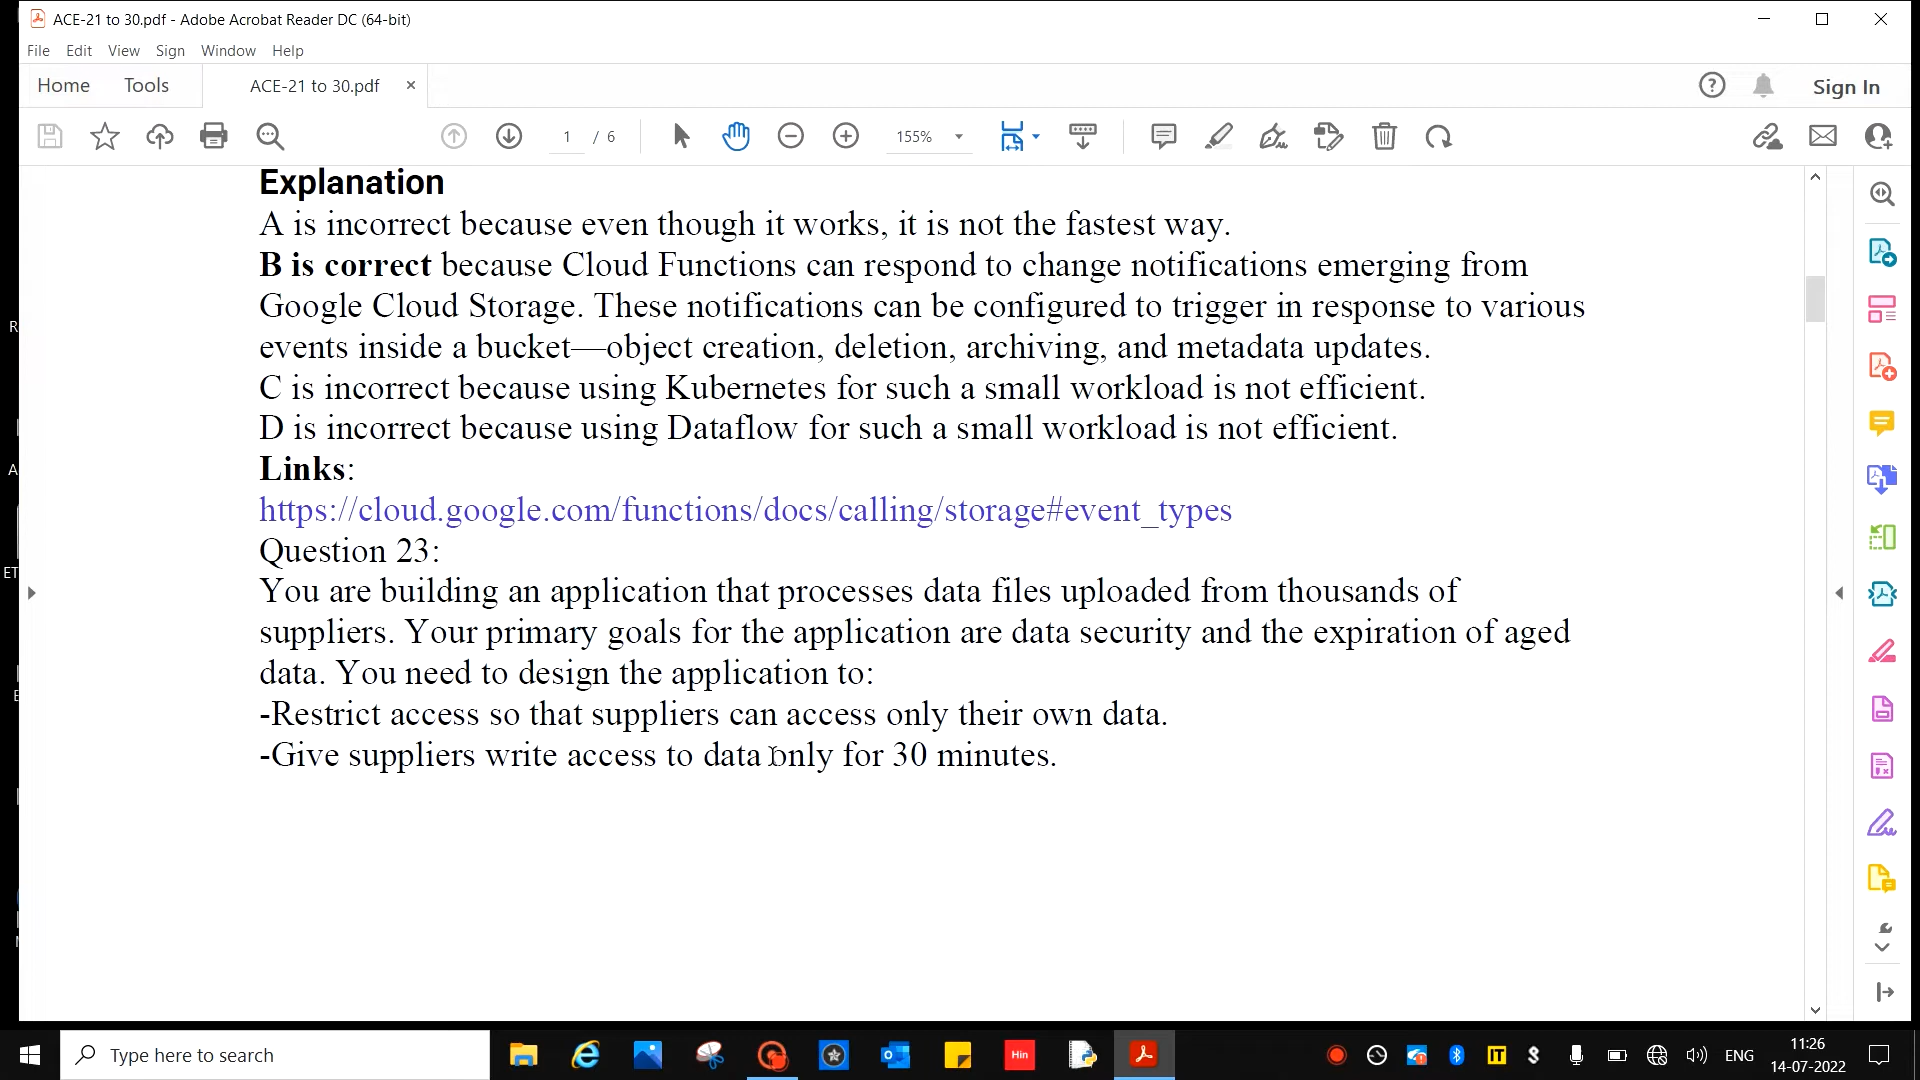 ACE-21 to 30.pdf - Adobe Acrobat Reader DC (64-bit)
File Edit View Sign Window Help
Home Tools ACE-21 to 30.pdf × Sign In
1 / 6 155%
Explanation
A is incorrect because even though it works, it is not the fastest way.
B is correct because Cloud Functions can respond to change notifications emerging from
Google Cloud Storage. These notifications can be configured to trigger in response to various
events inside a bucket—object creation, deletion, archiving, and metadata updates.
C is incorrect because using Kubernetes for such a small workload is not efficient.
D is incorrect because using Dataflow for such a small workload is not efficient.
Links:
https://cloud.google.com/functions/docs/calling/storage#event_types
Question 23:
You are building an application that processes data files uploaded from thousands of
suppliers. Your primary goals for the application are data security and the expiration of aged
data. You need to design the application to:
-Restrict access so that suppliers can access only their own data.
-Give suppliers write access to data only for 30 minutes.
Type here to search
Hin
IT
ENG
11:26
14-07-2022